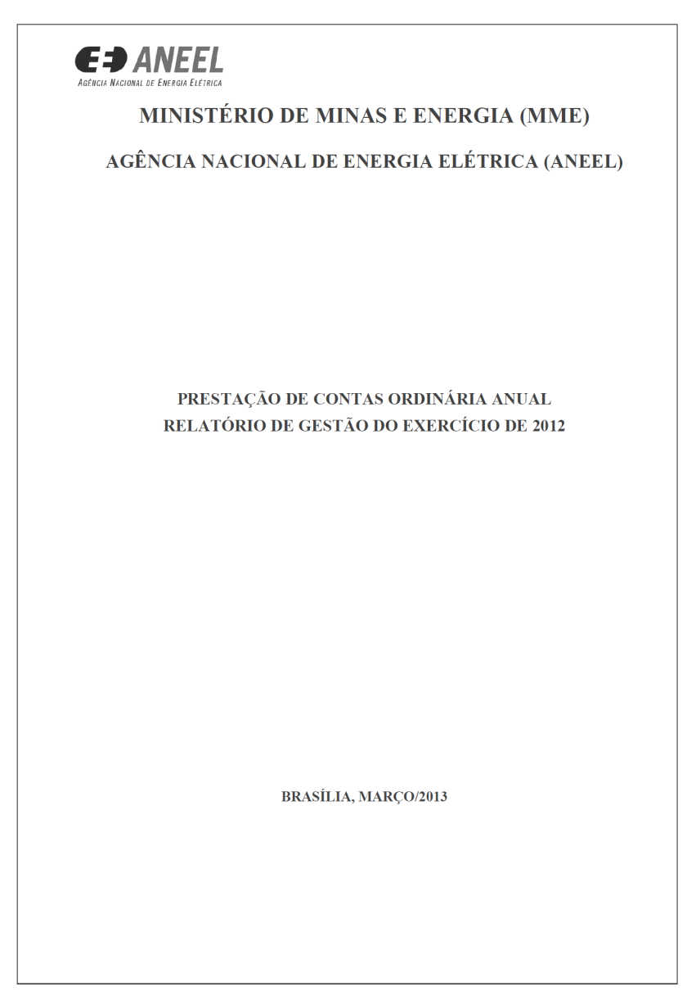 ANEEL
AGÊNCIA NACIONAL DE ENERGIA ELÉTRICA
MINISTÉRIO DE MINAS E ENERGIA (MME)
AGÊNCIA NACIONAL DE ENERGIA ELÉTRICA (ANEEL)
PRESTAÇÃO DE CONTAS ORDINÁRIA ANUAL
RELATÓRIO DE GESTÃO DO EXERCÍCIO DE 2012
BRASÍLIA, MARÇO/2013